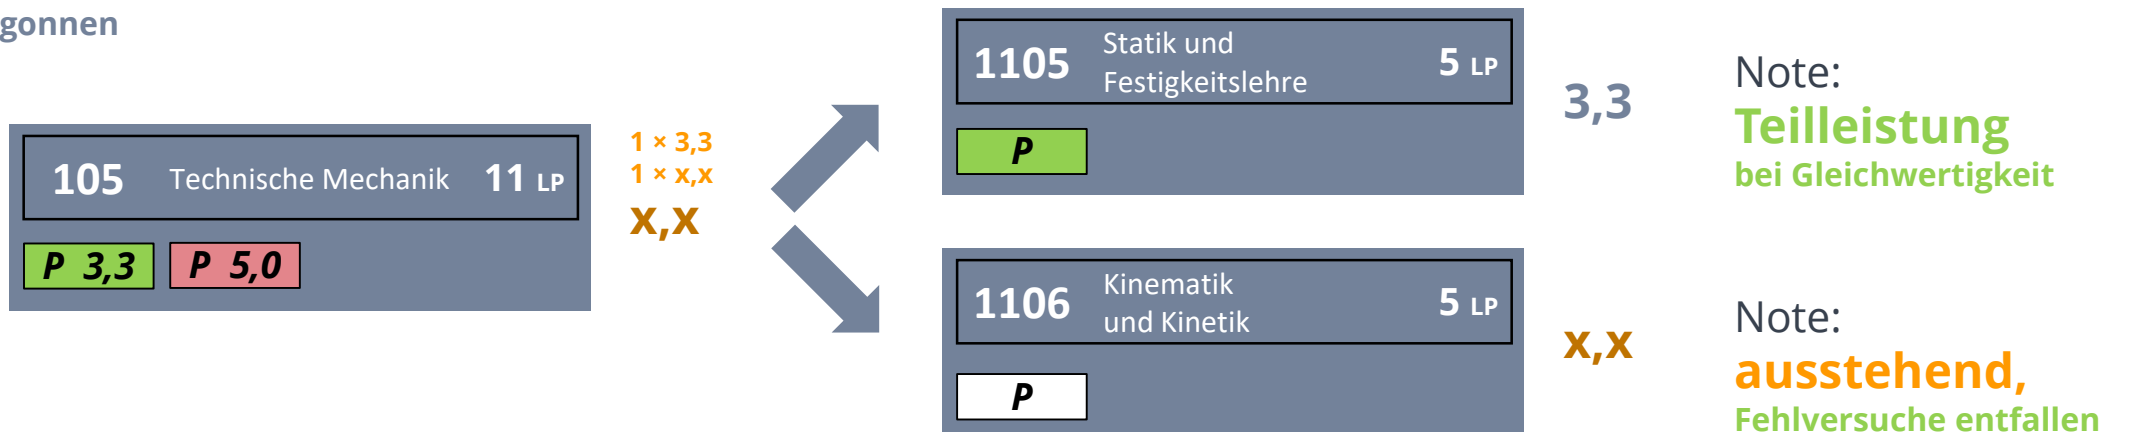 gonnen
105 Technische Mechanik 11 LP
P 3,3 P 5,0
1 × 3,3
1 × x,x
x,x
1105 Statik und
Festigkeitslehre 5 LP
P
3,3
Note:
Teilleistung
bei Gleichwertigkeit
1106 Kinematik
und Kinetik 5 LP
P
x,x
Note:
ausstehend,
Fehlversuche entfallen